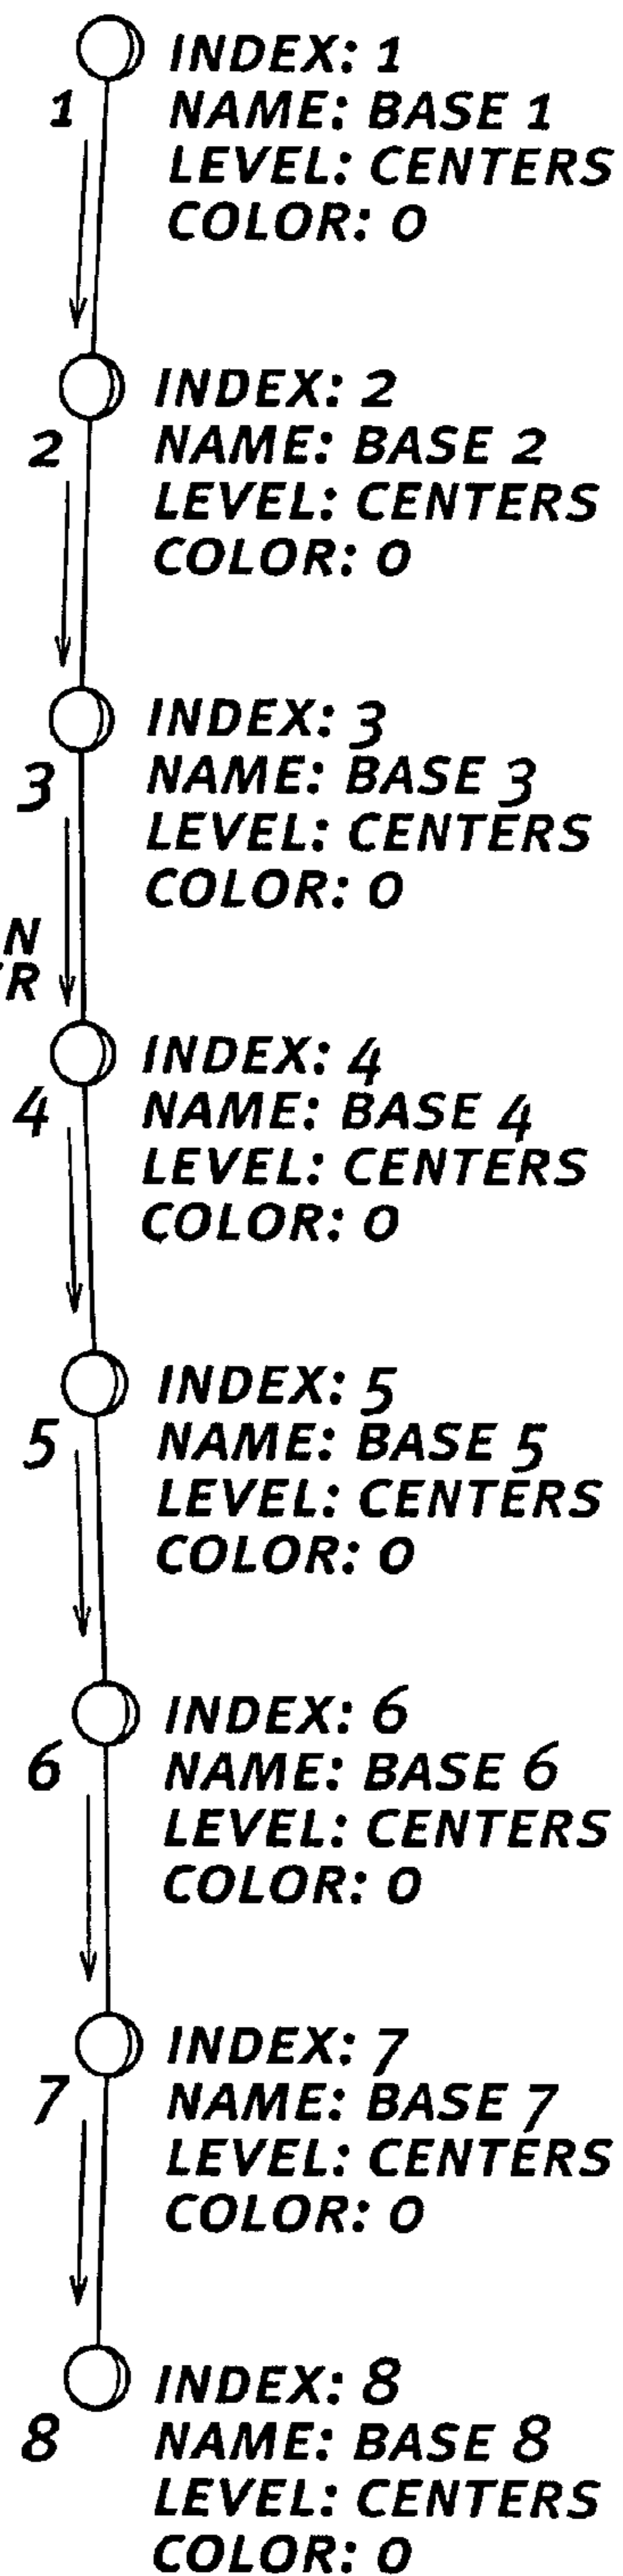 INDEX: 1
1 NAME: BASE 1
LEVEL: CENTERS
COLOR: 0
INDEX: 2
2 NAME: BASE 2
LEVEL: CENTERS
COLOR: 0
INDEX: 3
3 NAME: BASE 3
LEVEL: CENTERS
COLOR: 0
INDEX: 4
4 NAME: BASE 4
LEVEL: CENTERS
COLOR: 0
INDEX: 5
5 NAME: BASE 5
LEVEL: CENTERS
COLOR: 0
INDEX: 6
6 NAME: BASE 6
LEVEL: CENTERS
COLOR: 0
INDEX: 7
7 NAME: BASE 7
LEVEL: CENTERS
COLOR: 0
INDEX: 8
8 NAME: BASE 8
LEVEL: CENTERS
COLOR: 0